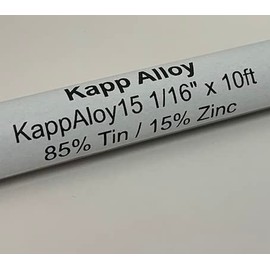 Kapp Alloy
KappAloy15 1/16" x 10ft
85% Tin / 15% Zinc